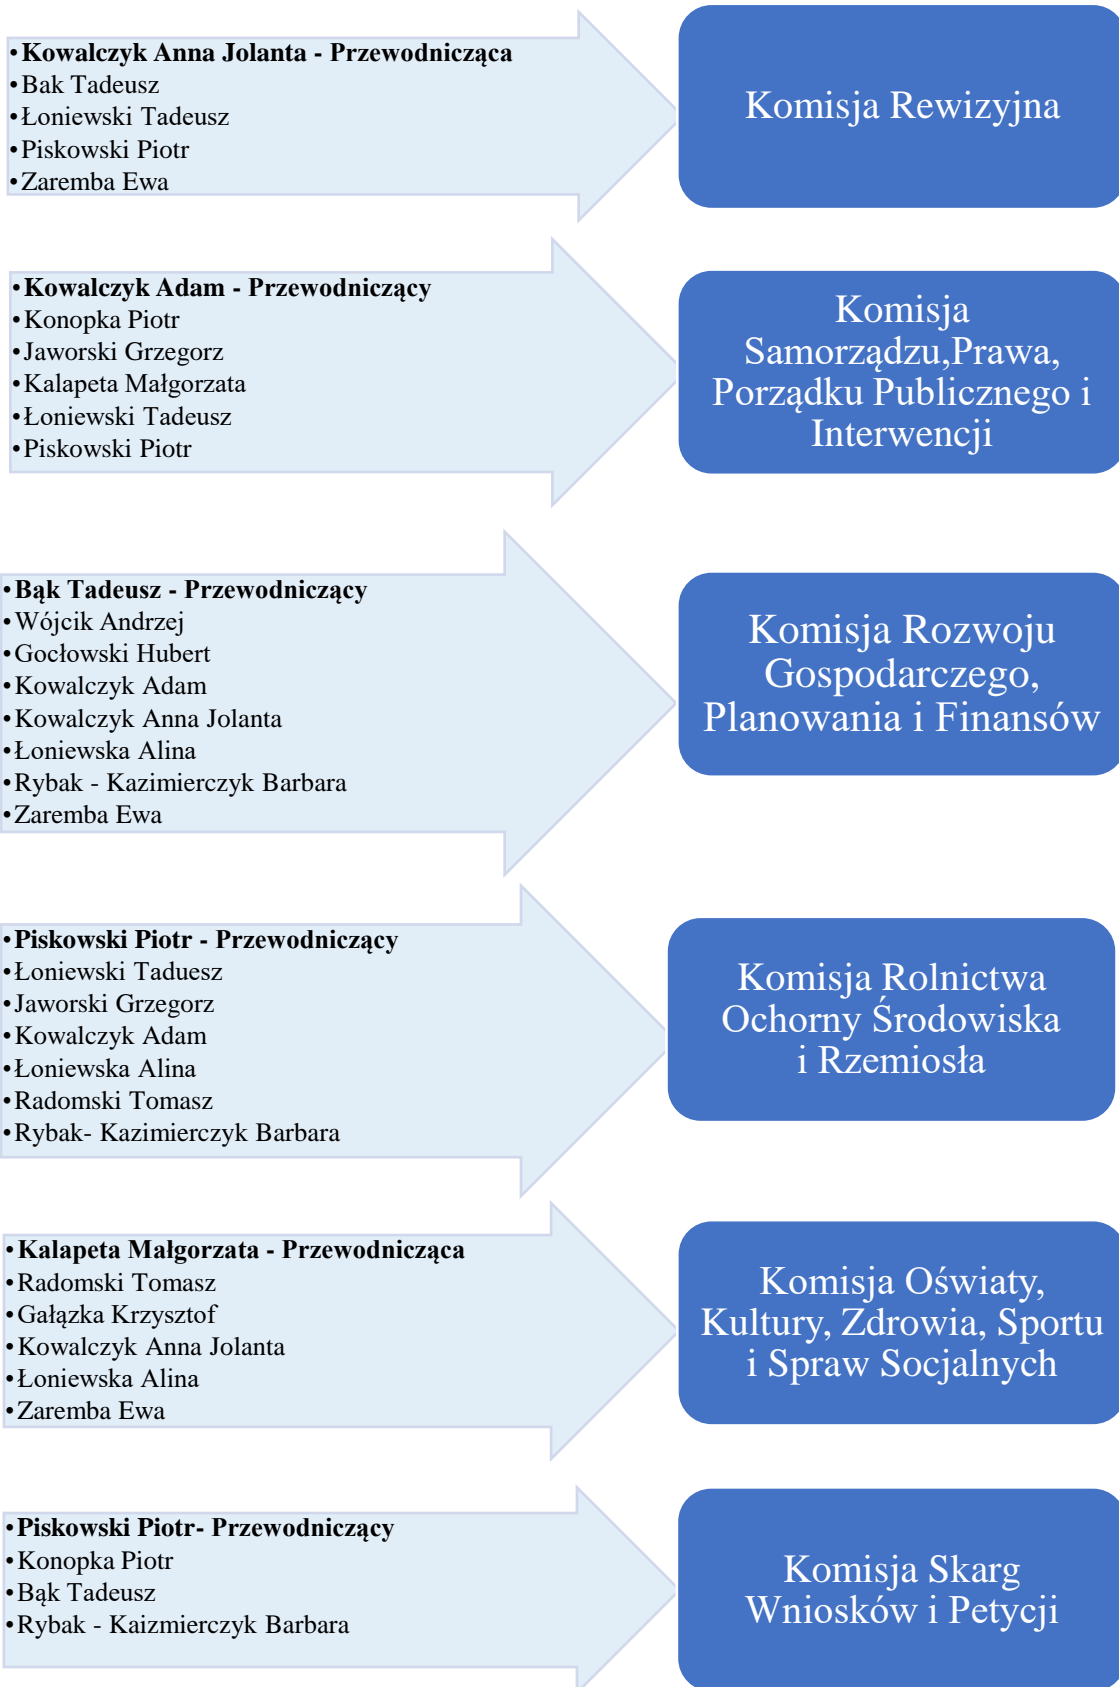 •Kowalczyk Anna Jolanta - Przewodnicząca
•Bak Tadeusz
•Łoniewski Tadeusz
•Piskowski Piotr
•Zaremba Ewa
Komisja Rewizyjna
•Kowalczyk Adam - Przewodniczący
•Konopka Piotr
•Jaworski Grzegorz
•Kalapeta Małgorzata
•Łoniewski Tadeusz
•Piskowski Piotr
Komisja
Samorządzu,Prawa,
Porządku Publicznego i
Interwencji
•Bąk Tadeusz - Przewodniczący
•Wójcik Andrzej
•Gocłowski Hubert
•Kowalczyk Adam
•Kowalczyk Anna Jolanta
•Łoniewska Alina
•Rybak - Kazimierczyk Barbara
•Zaremba Ewa
Komisja Rozwoju
Gospodarczego,
Planowania i Finansów
•Piskowski Piotr - Przewodniczący
•Łoniewski Taduesz
•Jaworski Grzegorz
•Kowalczyk Adam
•Łoniewska Alina
•Radomski Tomasz
•Rybak- Kazimierczyk Barbara
Komisja Rolnictwa
Ochorny Środowiska
i Rzemiosła
•Kalapeta Małgorzata - Przewodnicząca
•Radomski Tomasz
•Gałązka Krzysztof
•Kowalczyk Anna Jolanta
•Łoniewska Alina
•Zaremba Ewa
Komisja Oświaty,
Kultury, Zdrowia, Sportu
i Spraw Socjalnych
•Piskowski Piotr- Przewodniczący
•Konopka Piotr
•Bąk Tadeusz
•Rybak - Kaizmierczyk Barbara
Komisja Skarg
Wniosków i Petycji